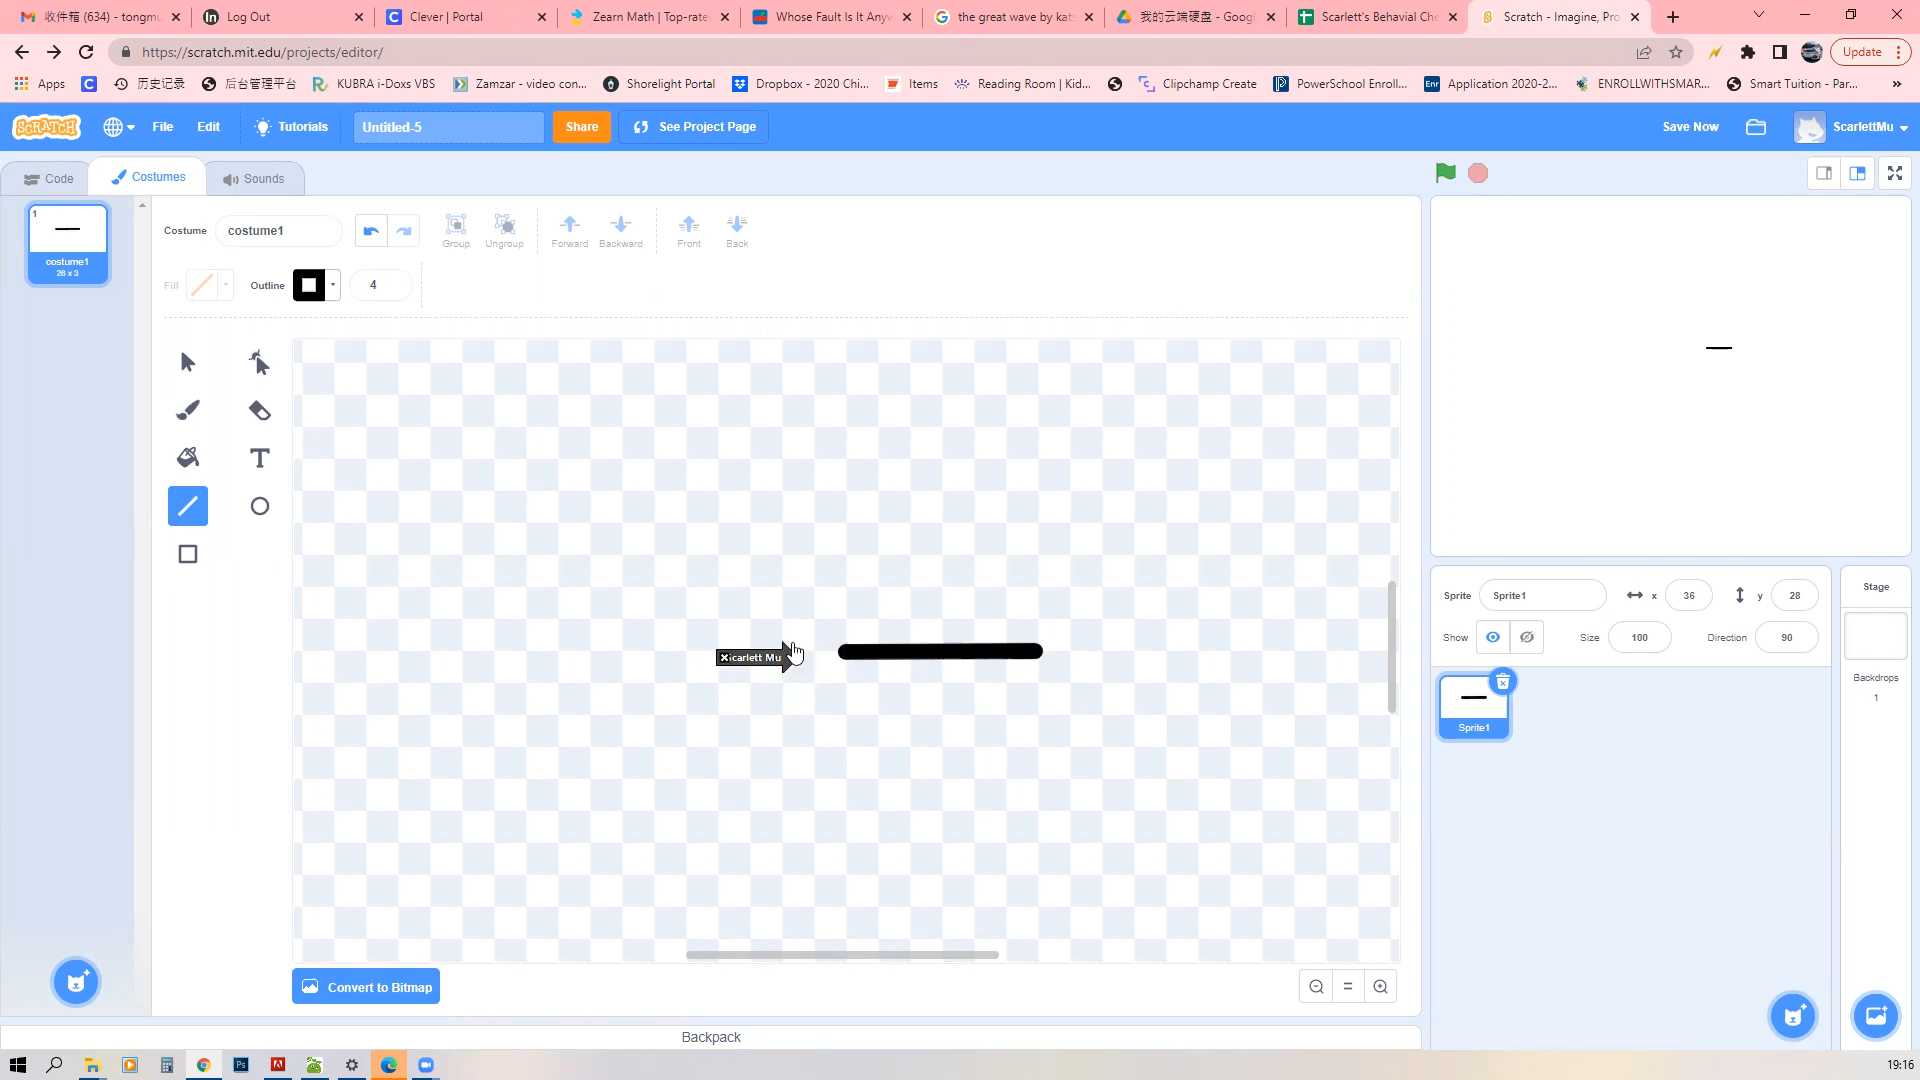 收件箱 (634) - tongmu
Log Out
Clever | Portal
Zearn Math | Top-rate
Whose Fault Is It Anyw
the great wave by kat
我的云端硬盘 - Goog
Scarlett's Behavial Che
Scratch - Imagine, Pro
https://scratch.mit.edu/projects/editor/
Update
Apps
历史记录
后台管理平台
KUBRA i-Doxs VBS
Zamzar - video con...
Shorelight Portal
Dropbox - 2020 Chi...
Items
Reading Room | Kid...
Clipchamp Create
PowerSchool Enroll...
Application 2020-2...
ENROLLWITHSMAR...
Smart Tuition - Par...
»
SCRATCH
File
Edit
Tutorials
Untitled-5
Share
See Project Page
Save Now
ScarlettMu
Code
Costumes
Sounds
1
costume1
26 x 3
Costume
costume1
Group
Ungroup
Forward
Backward
Front
Back
Fill
Outline
4
T
Scarlett Mu
Convert to Bitmap
Backpack
Sprite
Sprite1
x
36
y
28
Show
Size
100
Direction
90
Sprite1
Stage
Backdrops
1
19:16